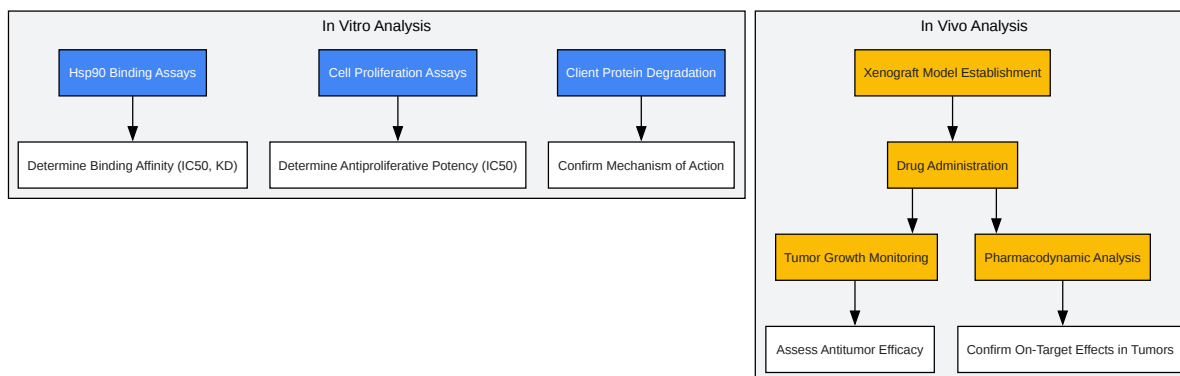 In Vitro Analysis
Hsp90 Binding Assays
Cell Proliferation Assays
Client Protein Degradation
Determine Binding Affinity (IC50, KD)
Determine Antiproliferative Potency (IC50)
Confirm Mechanism of Action
In Vivo Analysis
Xenograft Model Establishment
Drug Administration
Tumor Growth Monitoring
Pharmacodynamic Analysis
Assess Antitumor Efficacy
Confirm On-Target Effects in Tumors